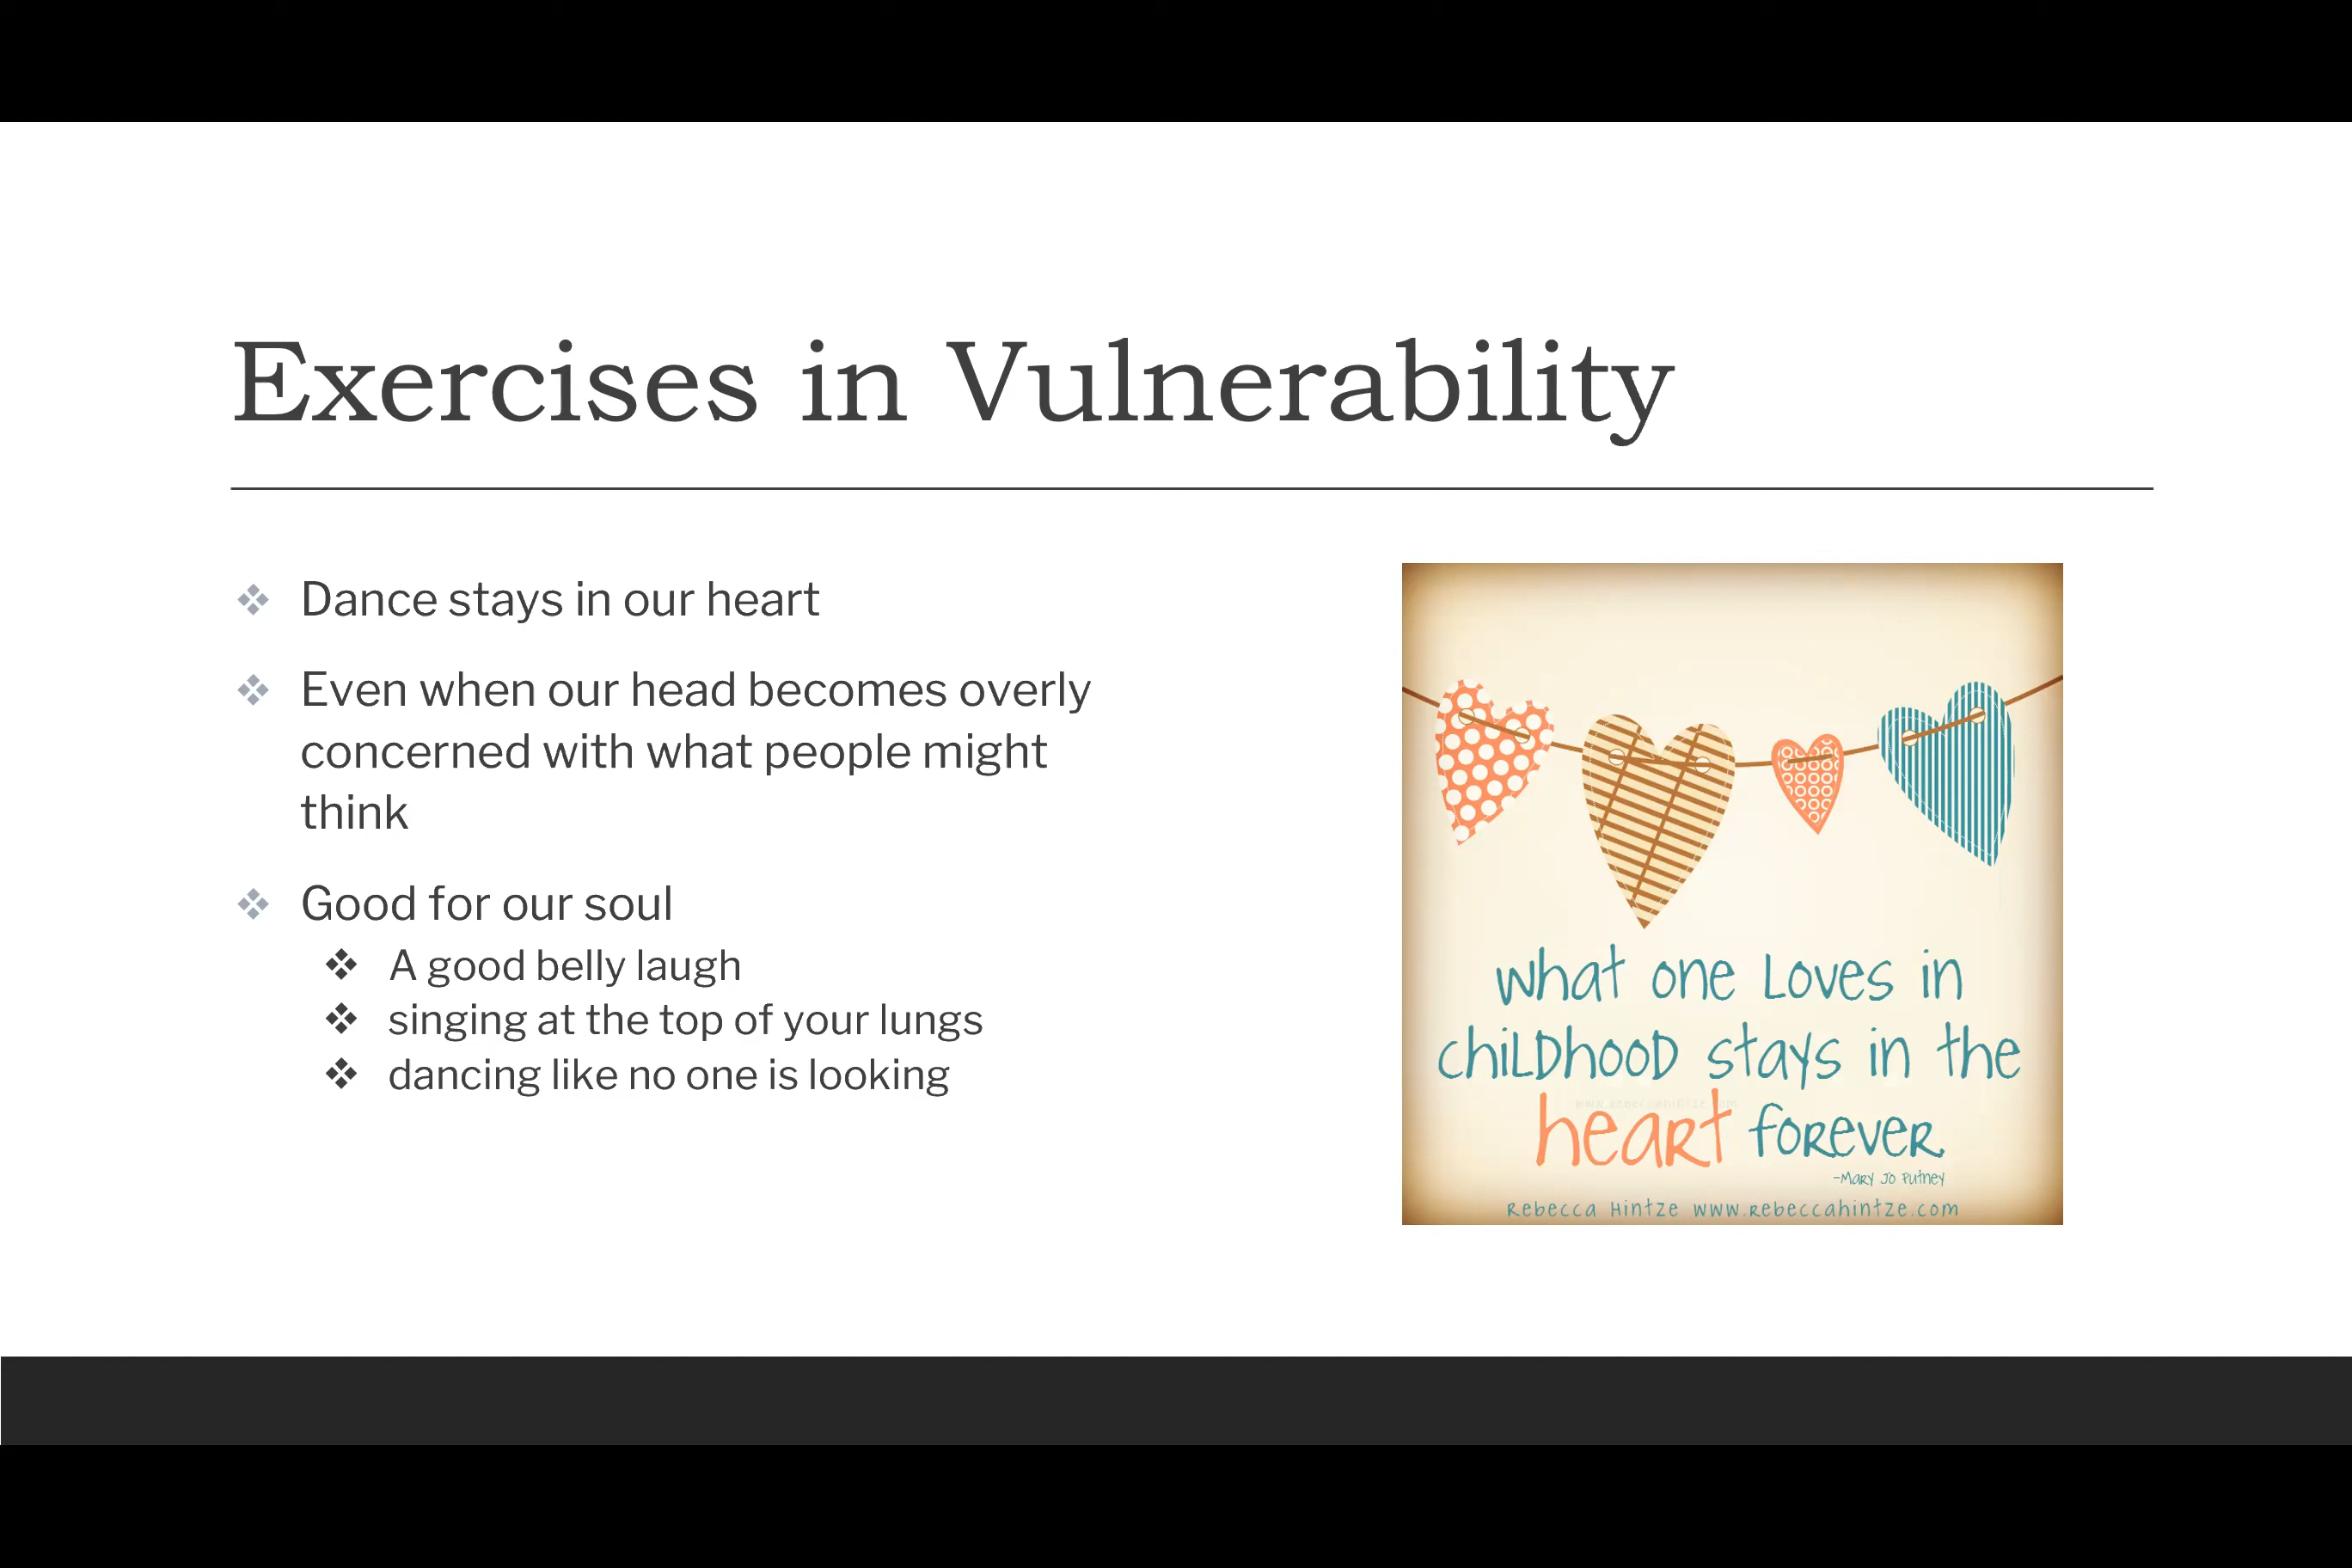 Exercises in Vulnerability
Dance stays in our heart
Even when our head becomes overly
concerned with what people might
think
Good for our soul
A good belly laugh
singing at the top of your lungs
dancing like no one is looking
what one Loves in
chiLDhooD stays in the
heaRt foReveR.
-Mary Jo Putney
Rebecca Hintze www.rebeccahintze.com